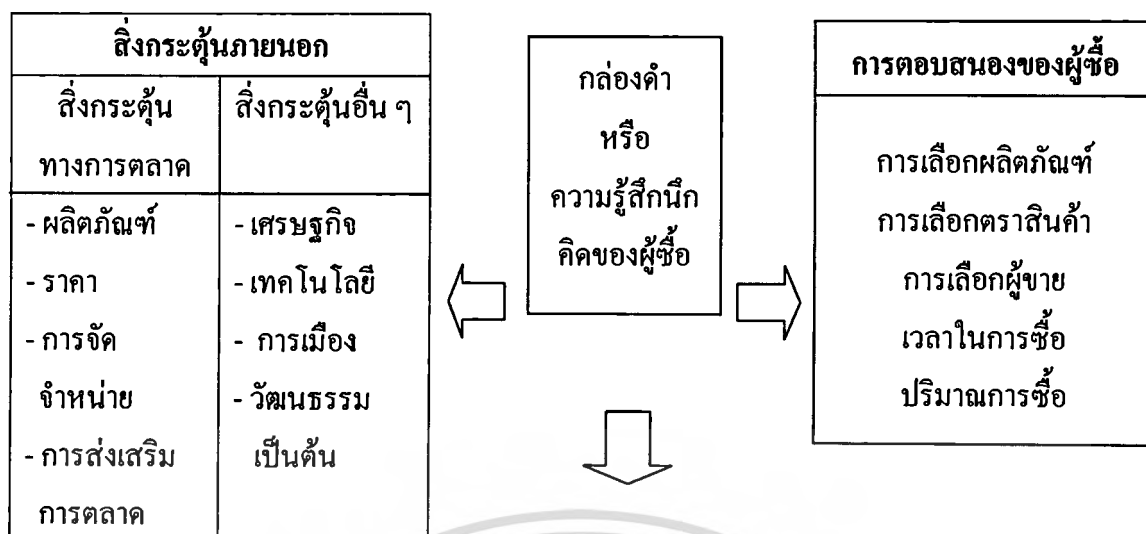 สิ่งกระตุ้นภายนอก
สิ่งกระตุ้น
ทางการตลาด
สิ่งกระตุ้นอื่น ๆ
- ผลิตภัณฑ์
- ราคา
- การจัด
จำหน่าย
- การส่งเสริม
การตลาด
- เศรษฐกิจ
- เทคโนโลยี
- การเมือง
- วัฒนธรรม
เป็นต้น
กล่องคำ
หรือ
ความรู้สึกนึก
คิดของผู้ซื้อ
การตอบสนองของผู้ซื้อ
การเลือกผลิตภัณฑ์
การเลือกตราสินค้า
การเลือกผู้ขาย
เวลาในการซื้อ
ปริมาณการซื้อ